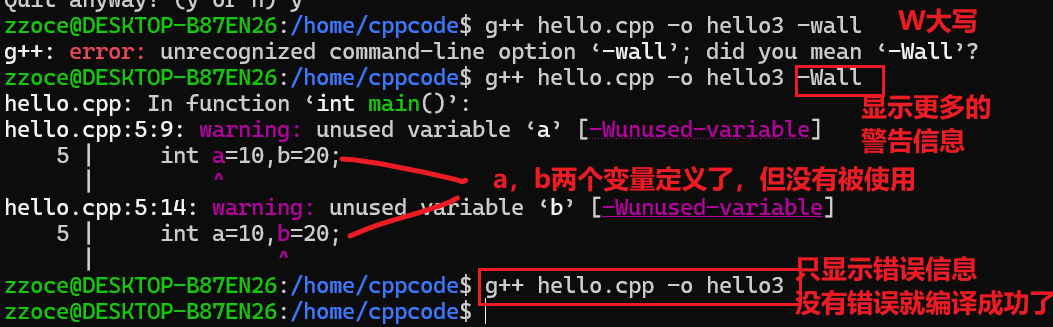 Quit anyway? (y or n) y
zzoce@DESKTOP-B87EN26:/home/cppcode$ g++ hello.cpp -o hello3 -wall
W大写
g++: error: unrecognized command-line option ‘-wall’; did you mean ‘-Wall’?
zzoce@DESKTOP-B87EN26:/home/cppcode$ g++ hello.cpp -o hello3 -Wall
hello.cpp: In function ‘int main()’:
显示更多的
警告信息
hello.cpp:5:9: warning: unused variable ‘a’ [-Wunused-variable]
5 |     int a=10,b=20;
|         ^
a，b两个变量定义了，但没有被使用
hello.cpp:5:14: warning: unused variable ‘b’ [-Wunused-variable]
5 |     int a=10,b=20;
|              ^
zzoce@DESKTOP-B87EN26:/home/cppcode$ g++ hello.cpp -o hello3
只显示错误信息
没有错误就编译成功了
zzoce@DESKTOP-B87EN26:/home/cppcode$